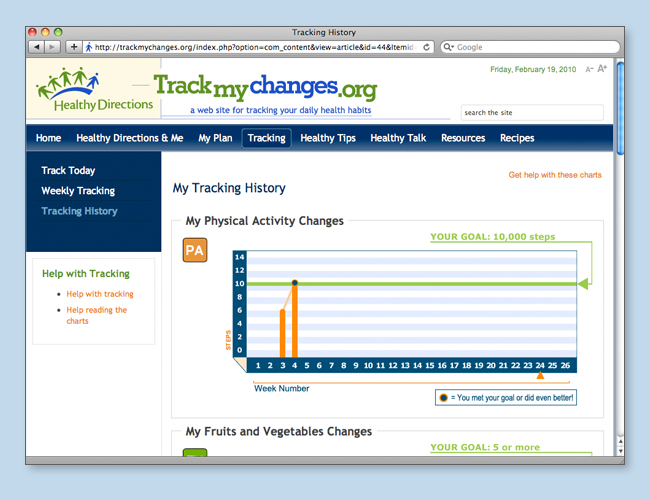 Tracking History
http://trackmychanges.org/index.php?option=com_content&view=article&id=44&Itemid
Google
Healthy Directions
Trackmychanges.org
a web site for tracking your daily health habits
Friday, February 19, 2010 A- A+
search the site
Home Healthy Directions & Me My Plan Tracking Healthy Tips Healthy Talk Resources Recipes
Track Today
Weekly Tracking
Tracking History
Help with Tracking
• Help with tracking
• Help reading the
charts
Get help with these charts
My Tracking History
My Physical Activity Changes
PA
YOUR GOAL: 10,000 steps
14
12
10
8
6
4
2
0
STEPS
1 2 3 4 5 6 7 8 9 10 11 12 13 14 15 16 17 18 19 20 21 22 23 24 25 26
Week Number
= You met your goal or did even better!
My Fruits and Vegetables Changes
YOUR GOAL: 5 or more